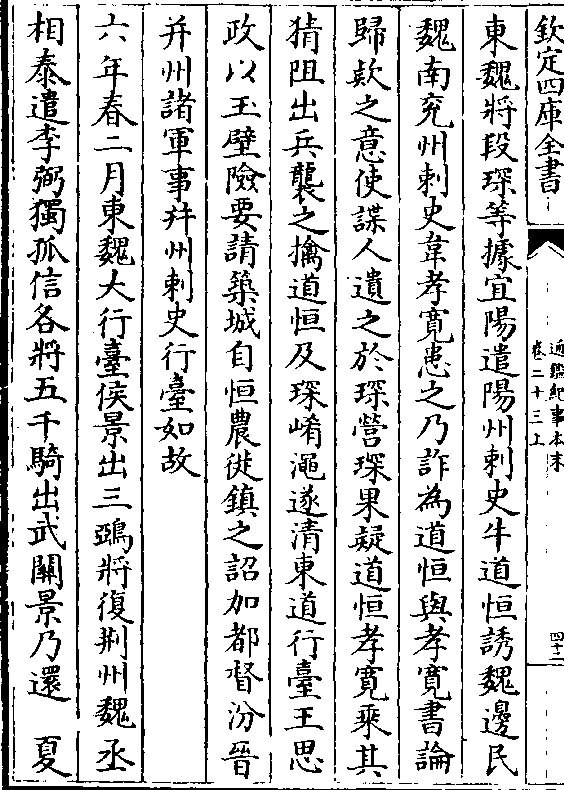 欽定四庫全書
通鑑紀事本末
卷二十三上
四十二
東魏將段琛等據宜陽遣陽州刺史牛道恒誘魏邊民
魏南兖州刺史韋孝寛患之乃詐為道恒與孝寛書論
歸欵之意使諜人遺之於琛營琛果疑道恒孝寛乘其
猜阻出兵襲之擒道恒及琛崤澠遂清東道行臺王思
政以玉壁險要請築城自恒農徙鎮之詔加都督汾晉
并州諸軍事并州刺史行臺如故
六年春二月東魏大行臺侯景出三鵶將復荆州魏丞
相泰遣李弼獨孤信各將五千騎出武關景乃還　夏